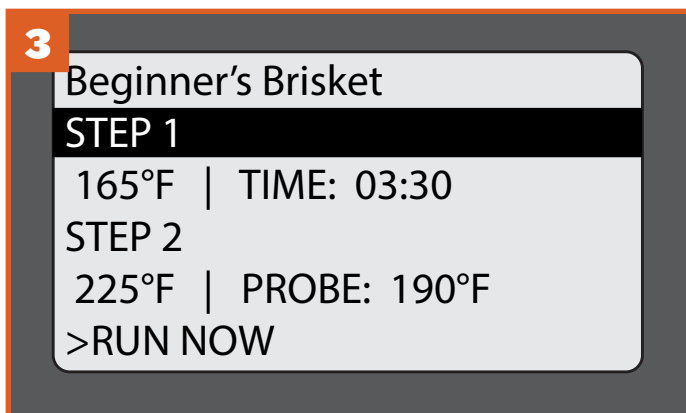 3
Beginner’s Brisket
STEP 1
165°F | TIME: 03:30
STEP 2
225°F | PROBE: 190°F
>RUN NOW